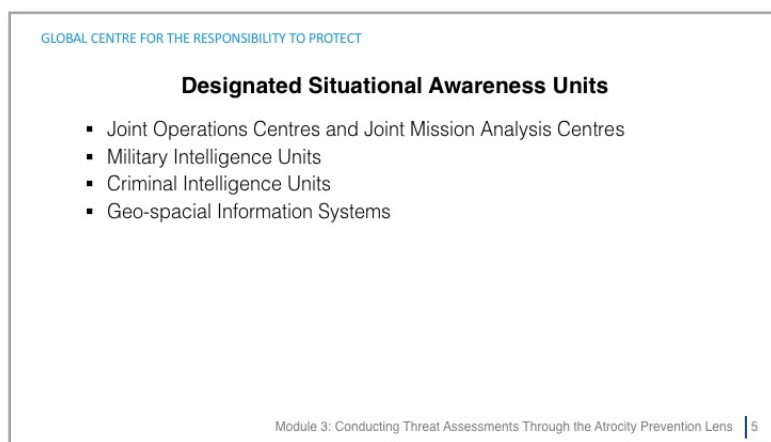 GLOBAL CENTRE FOR THE RESPONSIBILITY TO PROTECT
Designated Situational Awareness Units
▪ Joint Operations Centres and Joint Mission Analysis Centres
▪ Military Intelligence Units
▪ Criminal Intelligence Units
▪ Geo-spacial Information Systems
Module 3: Conducting Threat Assessments Through the Atrocity Prevention Lens 5